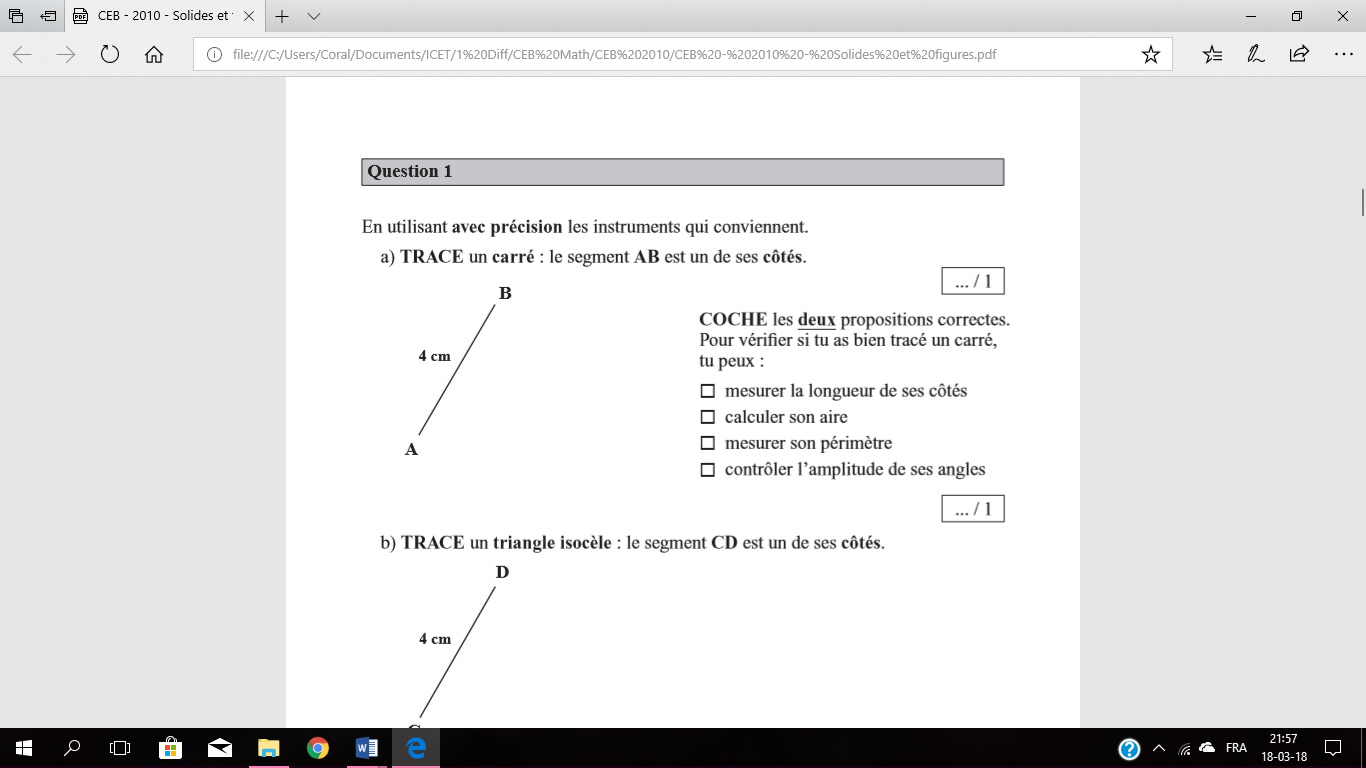 CEB - 2010 - Solides et
file:///C:/Users/Coral/Documents/ICET/1%20Diff/CEB%20Math/CEB%202010/CEB%20-%202010%20-%20Solides%20et%20figures.pdf
Question 1
En utilisant avec précision les instruments qui conviennent.
a) TRACE un carré : le segment AB est un de ses côtés.
... / 1
B
4 cm
A
COCHE les deux propositions correctes.
Pour vérifier si tu as bien tracé un carré,
tu peux :
☐ mesurer la longueur de ses côtés
☐ calculer son aire
☐ mesurer son périmètre
☐ contrôler l'amplitude de ses angles
... / 1
b) TRACE un triangle isocèle : le segment CD est un de ses côtés.
D
4 cm
FRA
21:57
18-03-18